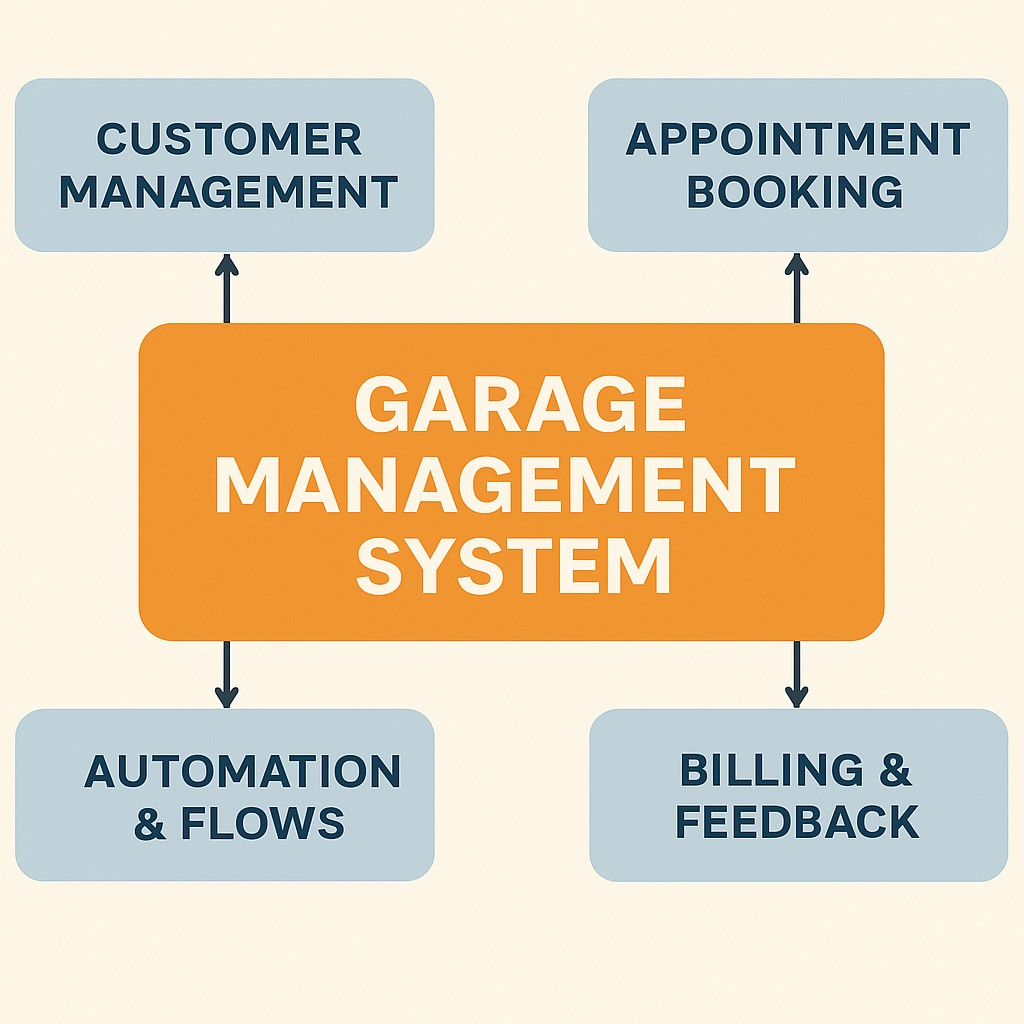 CUSTOMER
MANAGEMENT
APPOINTMENT
BOOKING
GARAGE
MANAGEMENT
SYSTEM
AUTOMATION
& FLOWS
BILLING &
FEEDBACK